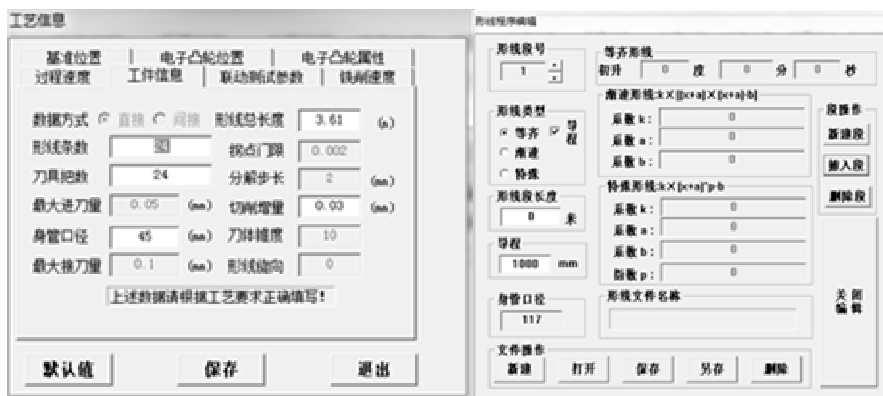 工艺信息
基准位置 电子凸轮位置 电子凸轮属性
过程速度 工件信息 联动测试参数 铣削速度
数据方式 直接 间接 形线总长度 3.61 (m)
形线条数 拐点门限 0.002
刀具把数 24 分解步长 2 (mm)
最大进刀量 0.05 (mm) 切削增量 0.03 (mm)
身管口径 45 (mm) 刀体锥度 10
最大接刀量 0.1 (mm) 形线旋向 0
上述数据请根据工艺要求正确填写!
默认值 保存 退出
形线程序编辑
形线段号
1
形线类型
等齐 导程
渐速
特殊
形线段长度
0 米
导程
1000 mm
身管口径
117
等齐形线
初升 0 度 0 分 0 秒
渐速形线:k×[(x+a)×(x+a)-b]
系数 k: 0
系数 a: 0
系数 b: 0
特殊形线:k×(x+a)^p-b
系数 k: 0
系数 a: 0
系数 b: 0
指数 p: 0
形线文件名称
段操作
新建段
插入段
删除段
关闭
编辑
文件操作
新建 打开 保存 另存 删除